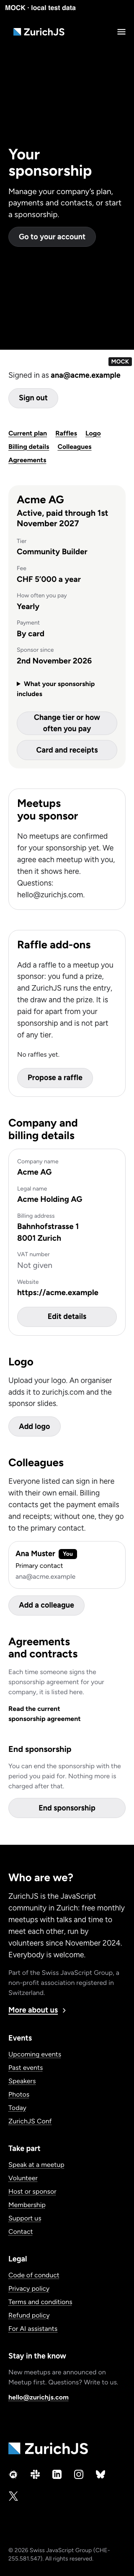 MOCK · local test data
ZurichJS
Your
sponsorship
Manage your company's plan,
payments and contacts, or start
a sponsorship.
Go to your account
MOCK
Signed in as ana@acme.example
Sign out
Current plan Raffles Logo
Billing details Colleagues
Agreements
Acme AG
Active, paid through 1st
November 2027
Tier
Community Builder
Fee
CHF 5'000 a year
How often you pay
Yearly
Payment
By card
Sponsor since
2nd November 2026
▶ What your sponsorship
includes
Change tier or how
often you pay
Card and receipts
Meetups
you sponsor
No meetups are confirmed
for your sponsorship yet. We
agree each meetup with you,
then it shows here.
Questions:
hello@zurichjs.com.
Raffle add-ons
Add a raffle to a meetup you
sponsor: you fund a prize,
and ZurichJS runs the entry,
the draw and the prize. It is
paid for apart from your
sponsorship and is not part
of any tier.
No raffles yet.
Propose a raffle
Company and
billing details
Company name
Acme AG
Legal name
Acme Holding AG
Billing address
Bahnhofstrasse 1
8001 Zurich
VAT number
Not given
Website
https://acme.example
Edit details
Logo
Upload your logo. An organiser
adds it to zurichjs.com and the
sponsor slides.
Add logo
Colleagues
Everyone listed can sign in here
with their own email. Billing
contacts get the payment emails
and receipts; without one, they go
to the primary contact.
Ana Muster You
Primary contact
ana@acme.example
Add a colleague
Agreements
and contracts
Each time someone signs the
sponsorship agreement for your
company, it is listed here.
Read the current
sponsorship agreement
End sponsorship
You can end the sponsorship with the
period you paid for. Nothing more is
charged after that.
End sponsorship
Who are we?
ZurichJS is the JavaScript
community in Zurich: free monthly
meetups with talks and time to
meet each other, run by
volunteers since November 2024.
Everybody is welcome.
Part of the Swiss JavaScript Group, a
non-profit association registered in
Switzerland.
More about us >
Events
Upcoming events
Past events
Speakers
Photos
Today
ZurichJS Conf
Take part
Speak at a meetup
Volunteer
Host or sponsor
Membership
Support us
Contact
Legal
Code of conduct
Privacy policy
Terms and conditions
Refund policy
For AI assistants
Stay in the know
New meetups are announced on
Meetup first. Questions? Write to us.
hello@zurichjs.com
ZurichJS
© 2026 Swiss JavaScript Group (CHE-
255.581.547). All rights reserved.